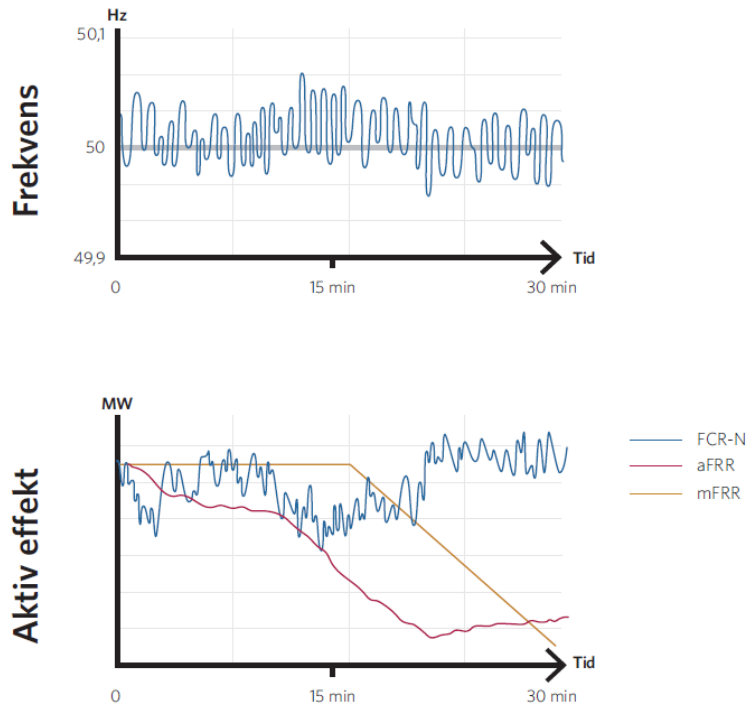 Hz
50,1
50
49,9
Frekvens
Tid
0
15 min
30 min
MW
Aktiv effekt
FCR-N
aFRR
mFRR
Tid
0
15 min
30 min